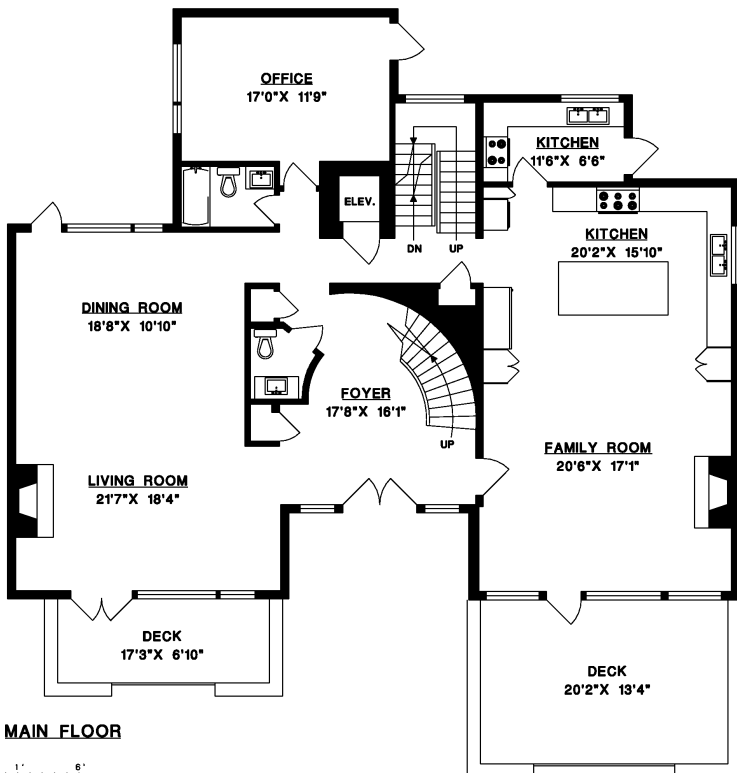 OFFICE
17'0"X 11'9"
KITCHEN
11'6"X 6'6"
ELEV.
DN
UP
KITCHEN
20'2"X 15'10"
DINING ROOM
18'8"X 10'10"
FOYER
17'8"X 16'1"
UP
FAMILY ROOM
20'6"X 17'1"
LIVING ROOM
21'7"X 18'4"
DECK
17'3"X 6'10"
DECK
20'2"X 13'4"
MAIN FLOOR
1' 6'